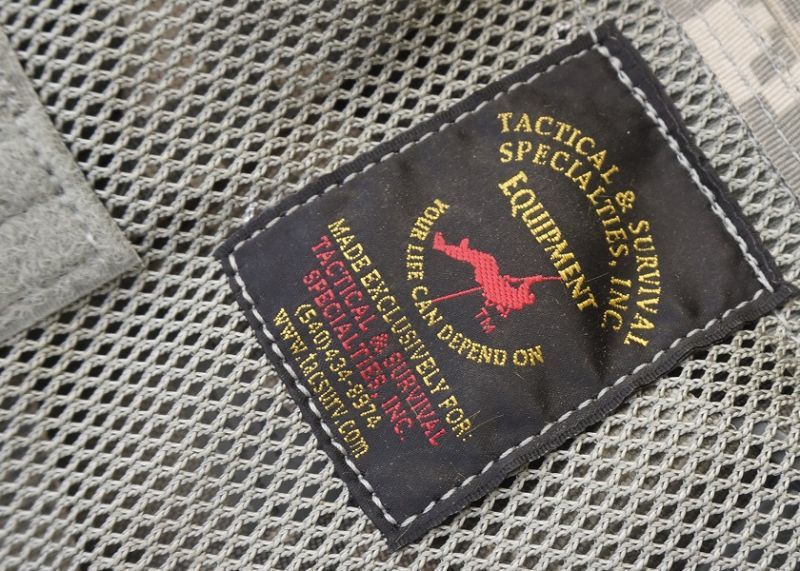 TACTICAL & SURVIVAL
SPECIALTIES, INC.
EQUIPMENT
YOUR LIFE CAN DEPEND ON
TM
MADE EXCLUSIVELY FOR:
TACTICAL & SURVIVAL
SPECIALTIES, INC.
(540)434-8974
www.tacsurv.com